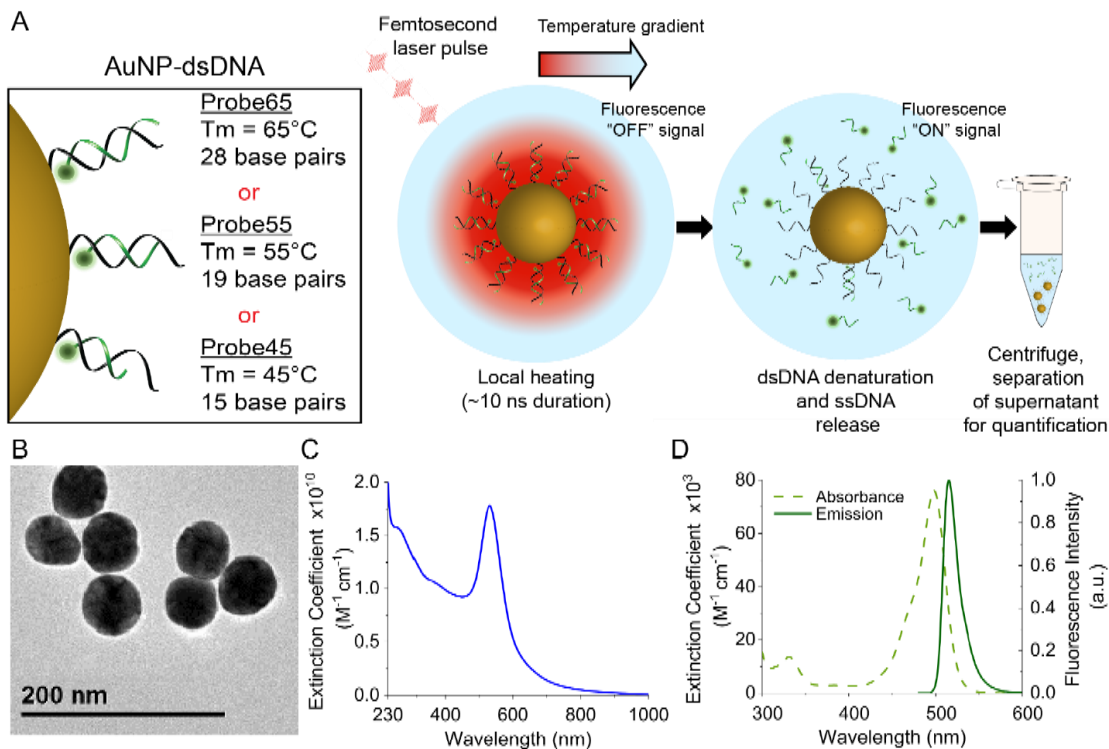 A
AuNP-dsDNA
Probe65
Tm = 65°C
28 base pairs
or
Probe55
Tm = 55°C
19 base pairs
or
Probe45
Tm = 45°C
15 base pairs
Femtosecond
laser pulse
Temperature gradient
Fluorescence
"OFF" signal
Local heating
(~10 ns duration)
Fluorescence
"ON" signal
dsDNA denaturation
and ssDNA
release
Centrifuge,
separation
of supernatant
for quantification
B
200 nm
C
Extinction Coefficient x10¹⁰
(M⁻¹ cm⁻¹)
2.0
1.5
1.0
0.5
0.0
230
400
600
800
1000
Wavelength (nm)
D
Extinction Coefficient x10³
(M⁻¹ cm⁻¹)
80
60
40
20
0
Absorbance
Emission
1.0
0.8
0.6
0.4
0.2
0.0
Fluorescence Intensity
(a.u.)
300
400
500
600
Wavelength (nm)